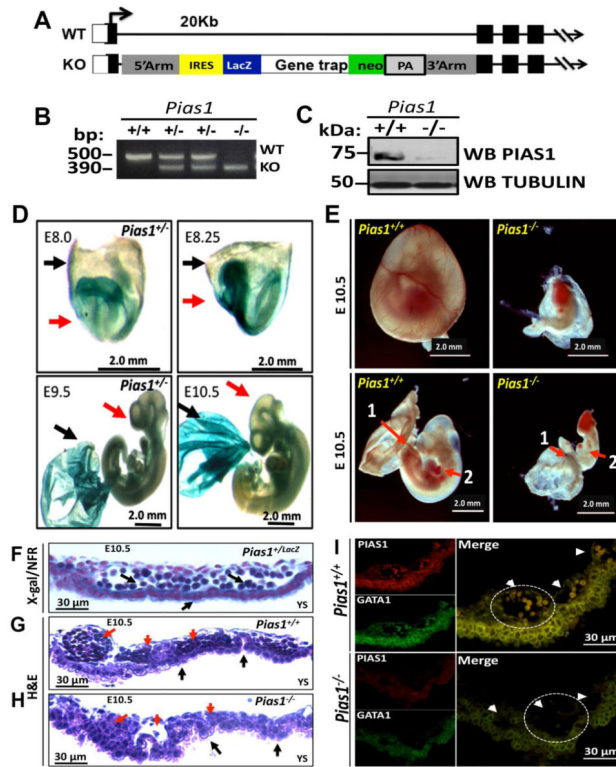 A
20Kb
WT
KO
5'Arm IRES LacZ Gene trap neo PA 3'Arm
B
Pias1
bp: +/+ +/- +/- -/-
500 WT
390 KO
C
Pias1
kDa: +/+ -/-
75 WB PIAS1
50 WB TUBULIN
D
E8.0 Pias1+/-
2.0 mm
E8.25
2.0 mm
E9.5 Pias1+/-
2.0 mm
E10.5
2.0 mm
E
E 10.5
Pias1+/+
2.0 mm
Pias1-/-
2.0 mm
E 10.5
Pias1+/+
1
2
2.0 mm
Pias1-/-
1
2
2.0 mm
F
X-gal/NFR
E10.5 Pias1+/LacZ
30 µm YS
G
H&E
E10.5 Pias1+/+
30 µm YS
H
E10.5 Pias1-/-
30 µm YS
I
Pias1+/+
PIAS1 Merge
GATA1
30 µm
Pias1-/-
PIAS1 Merge
GATA1
30 µm